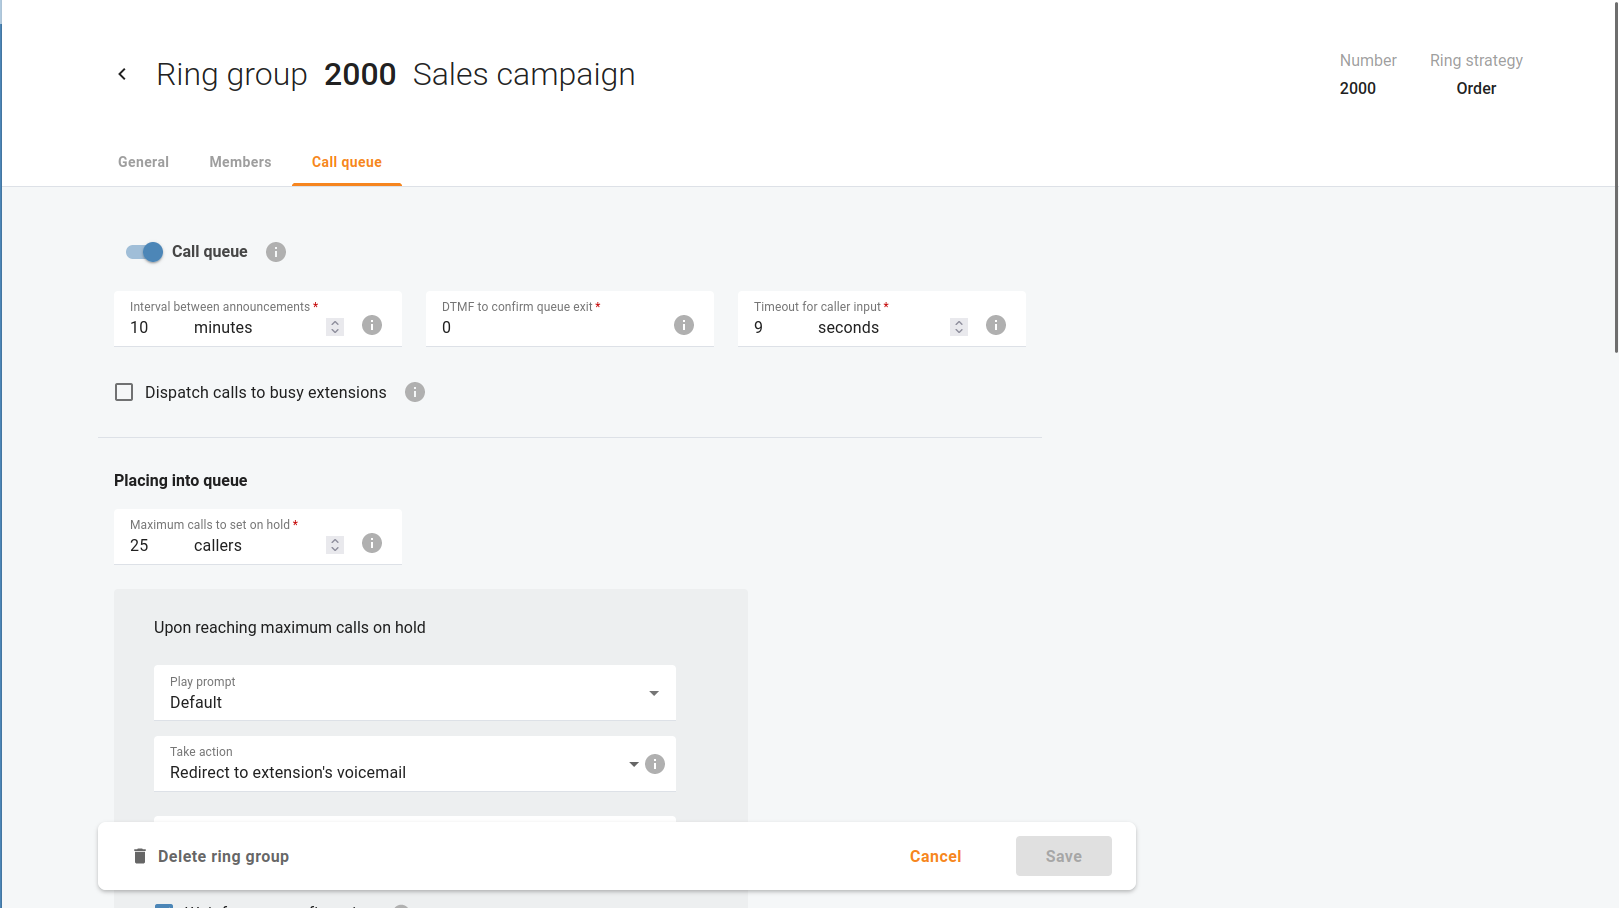 Ring group 2000 Sales campaign
Number
2000
Ring strategy
Order
General Members Call queue
Call queue
Interval between announcements *
10 minutes
DTMF to confirm queue exit *
0
Timeout for caller input *
9 seconds
Dispatch calls to busy extensions
Placing into queue
Maximum calls to set on hold *
25 callers
Upon reaching maximum calls on hold
Play prompt
Default
Take action
Redirect to extension's voicemail
Delete ring group
Cancel
Save